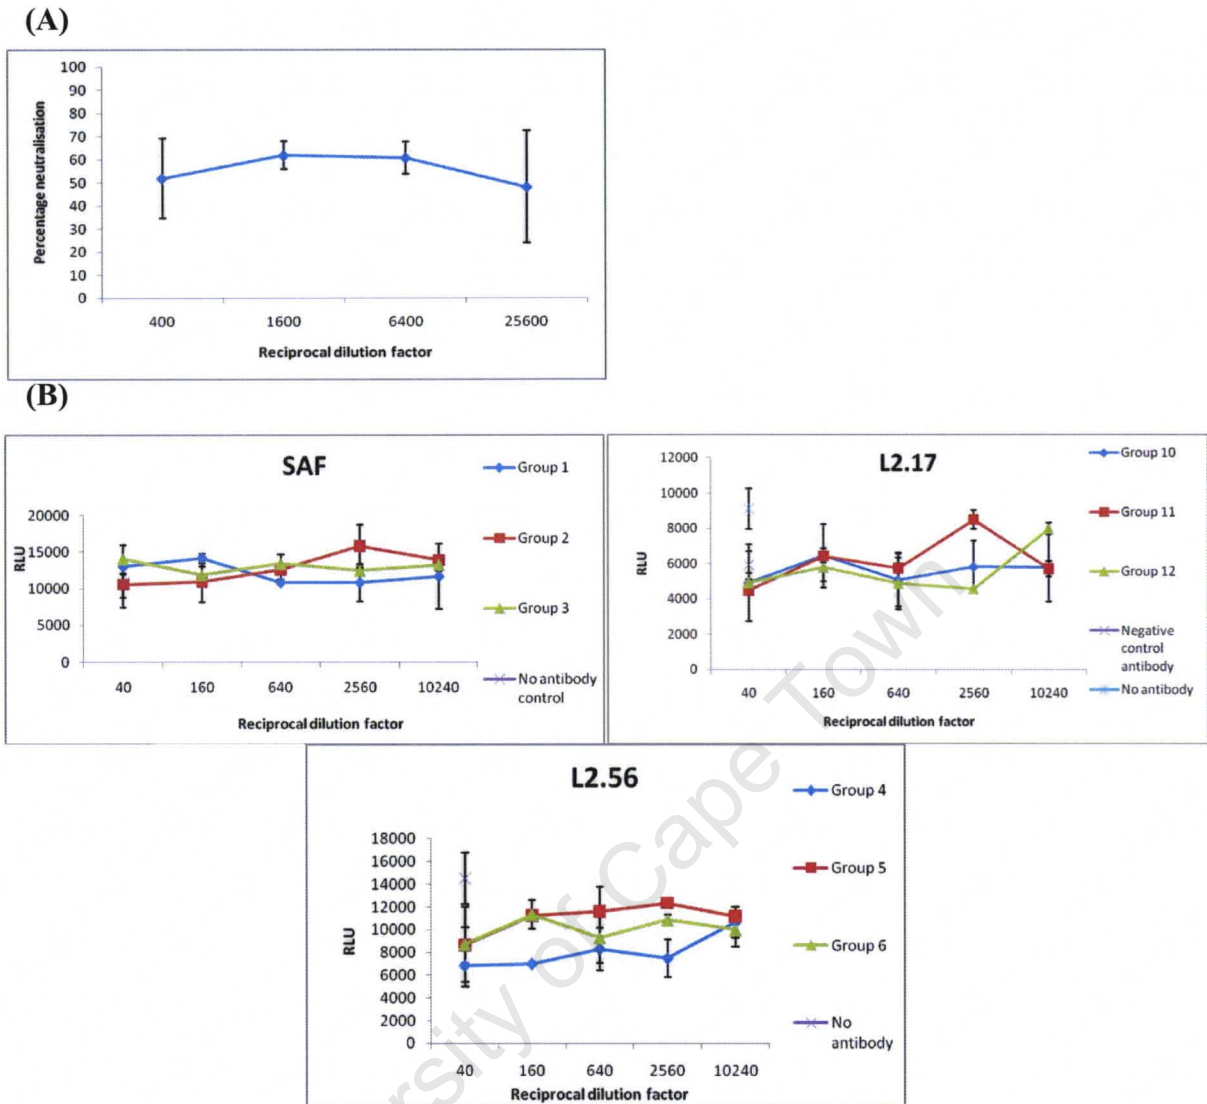 (A)
100
90
80
70
60
50
40
30
20
10
0
Percentage neutralisation
400 1600 6400 25600
Reciprocal dilution factor
(B)
SAF
20000
15000
10000
5000
0
RLU
40 160 640 2560 10240
Reciprocal dilution factor
Group 1
Group 2
Group 3
No antibody
control
L2.17
12000
10000
8000
6000
4000
2000
0
RLU
40 160 640 2560 10240
Reciprocal dilution factor
Group 10
Group 11
Group 12
Negative
control
antibody
No antibody
L2.56
18000
16000
14000
12000
10000
8000
6000
4000
2000
0
RLU
40 160 640 2560 10240
Reciprocal dilution factor
Group 4
Group 5
Group 6
No
antibody
ersity of Cape Town